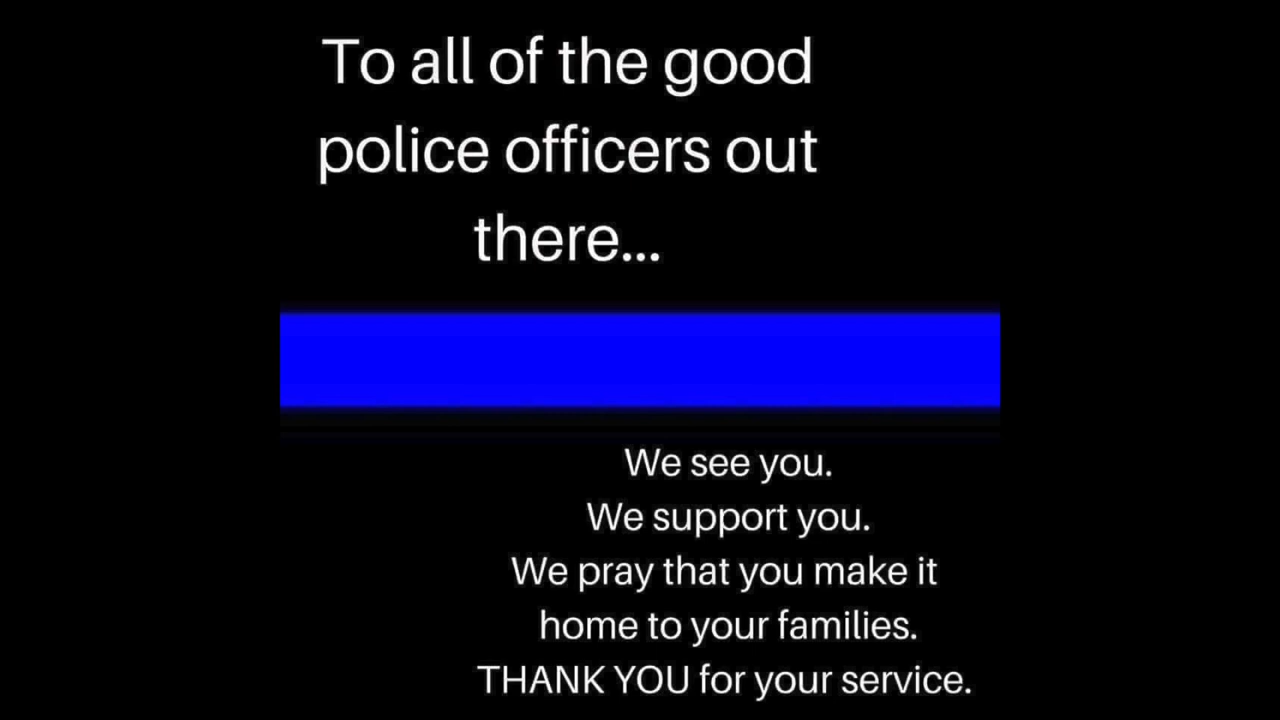 To all of the good
police officers out
there...
We see you.
We support you.
We pray that you make it
home to your families.
THANK YOU for your service.